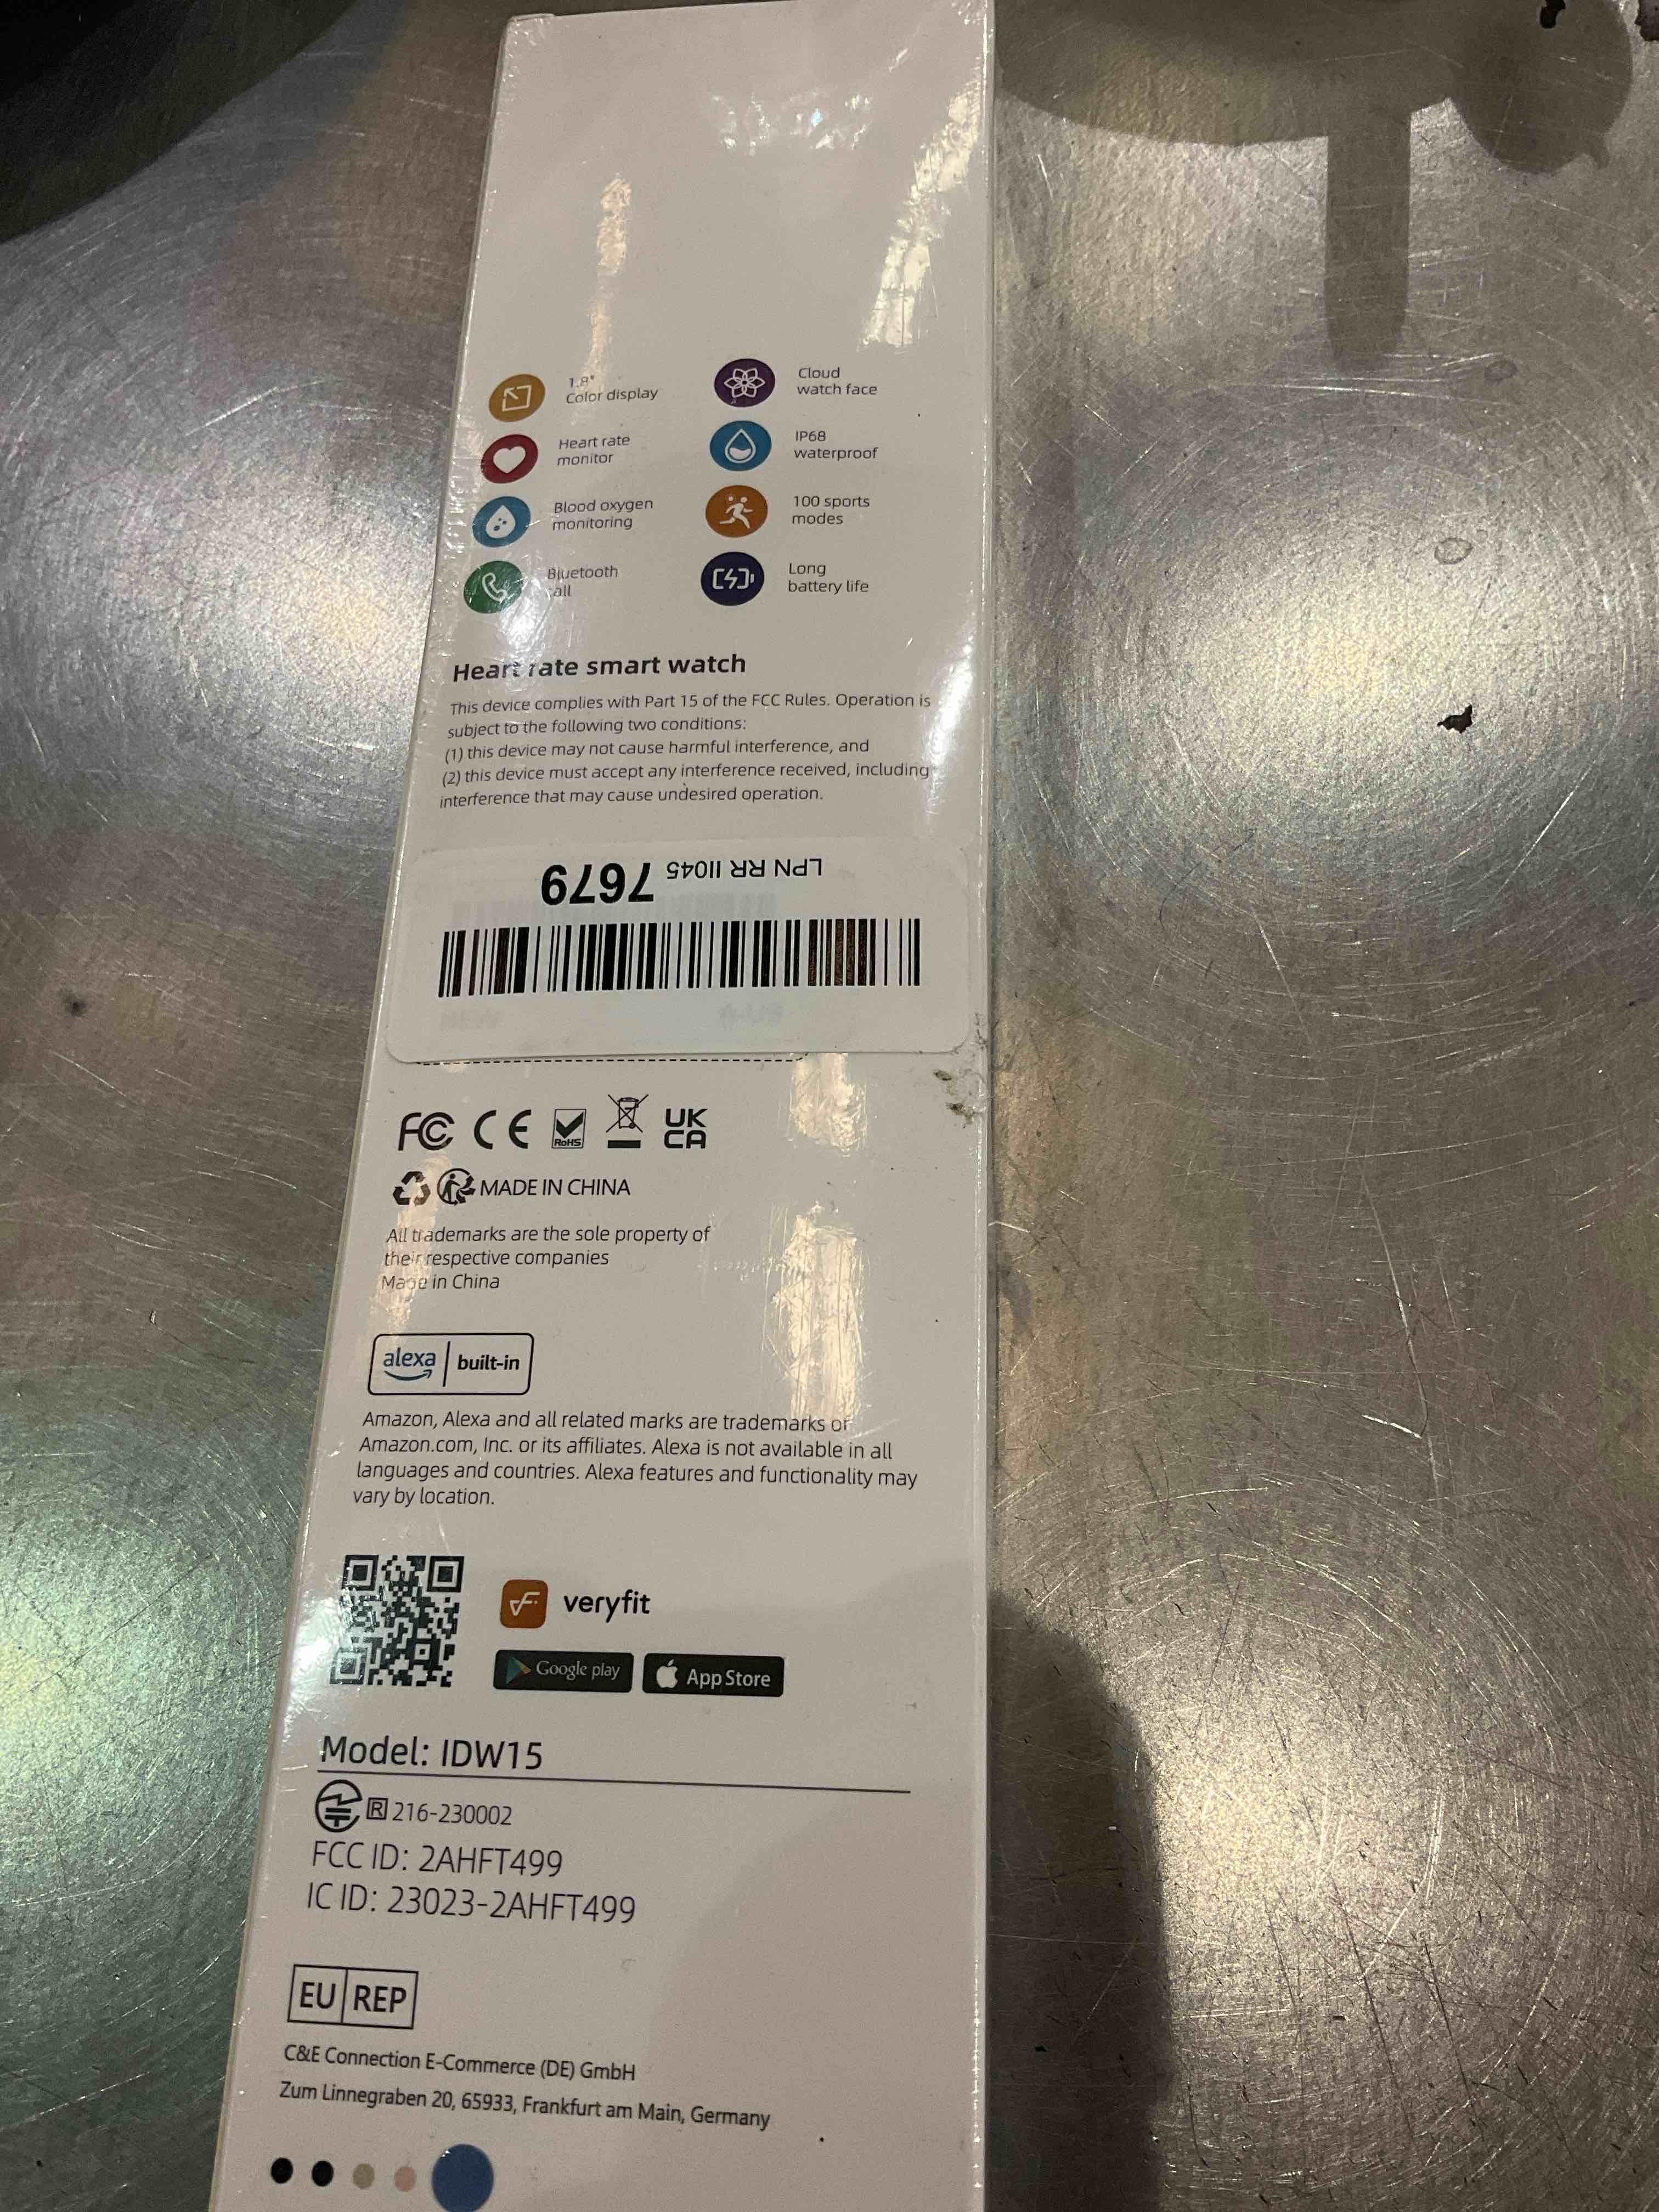 1.8"
Color display
Heart rate
monitor
Blood oxygen
monitoring
Bluetooth
call
Cloud
watch face
IP68
waterproof
100 sports
modes
Long
battery life
Heart rate smart watch
This device complies with Part 15 of the FCC Rules. Operation is
subject to the following two conditions:
(1) this device may not cause harmful interference, and
(2) this device must accept any interference received, including
interference that may cause undesired operation.
LPN RR II045 7679
FC CE RoHS UK
CA
MADE IN CHINA
All trademarks are the sole property of
their respective companies
Made in China
alexa | built-in
Amazon, Alexa and all related marks are trademarks of
Amazon.com, Inc. or its affiliates. Alexa is not available in all
languages and countries. Alexa features and functionality may
vary by location.
veryfit
Google play App Store
Model: IDW15
R 216-230002
FCC ID: 2AHFT499
IC ID: 23023-2AHFT499
EU REP
C&E Connection E-Commerce (DE) GmbH
Zum Linnegraben 20, 65933, Frankfurt am Main, Germany